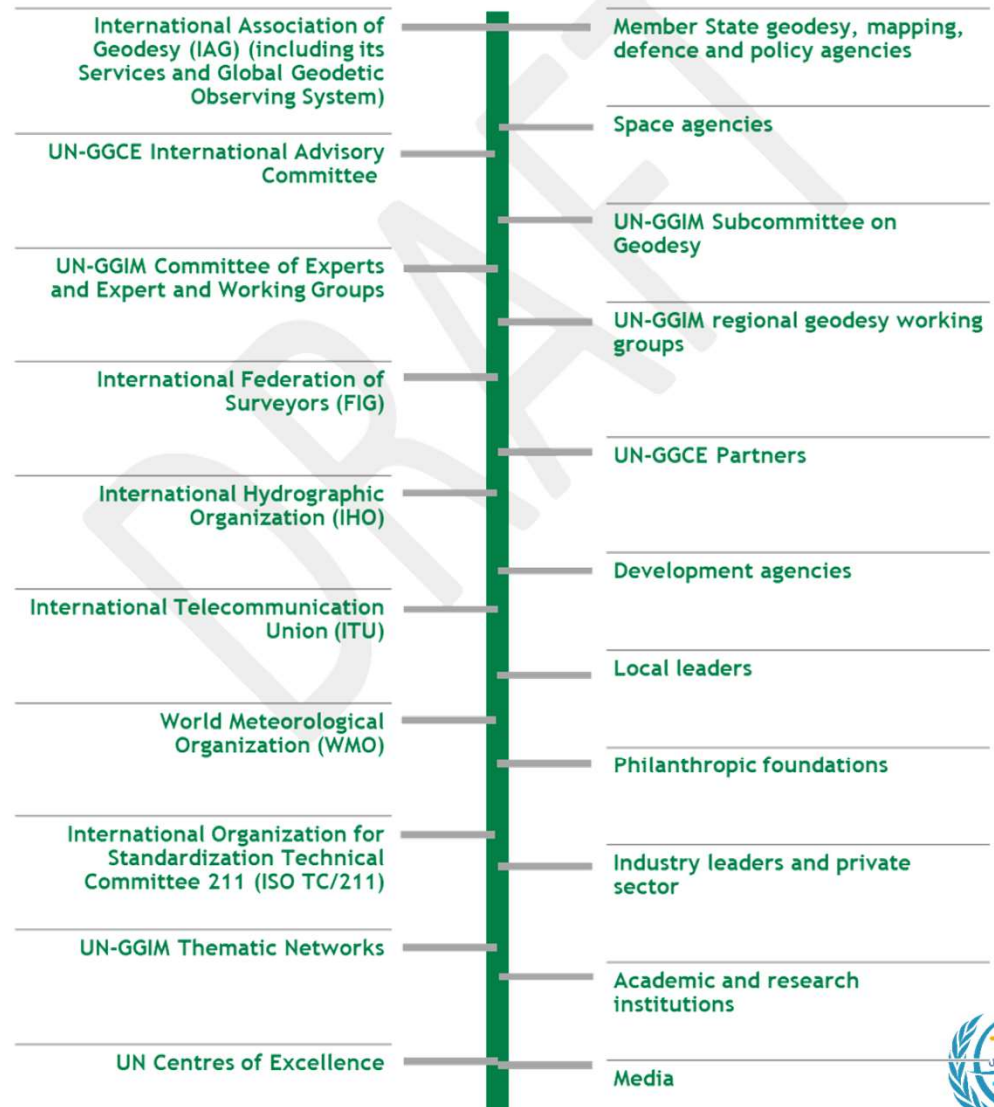 International Association of
Geodesy (IAG) (including its
Services and Global Geodetic
Observing System)
UN-GGCE International Advisory
Committee
UN-GGIM Committee of Experts
and Expert and Working Groups
International Federation of
Surveyors (FIG)
International Hydrographic
Organization (IHO)
International Telecommunication
Union (ITU)
World Meteorological
Organization (WMO)
International Organization for
Standardization Technical
Committee 211 (ISO TC/211)
UN-GGIM Thematic Networks
UN Centres of Excellence
Member State geodesy, mapping,
defence and policy agencies
Space agencies
UN-GGIM Subcommittee on
Geodesy
UN-GGIM regional geodesy working
groups
UN-GGCE Partners
Development agencies
Local leaders
Philanthropic foundations
Industry leaders and private
sector
Academic and research
institutions
Media
DRAFT